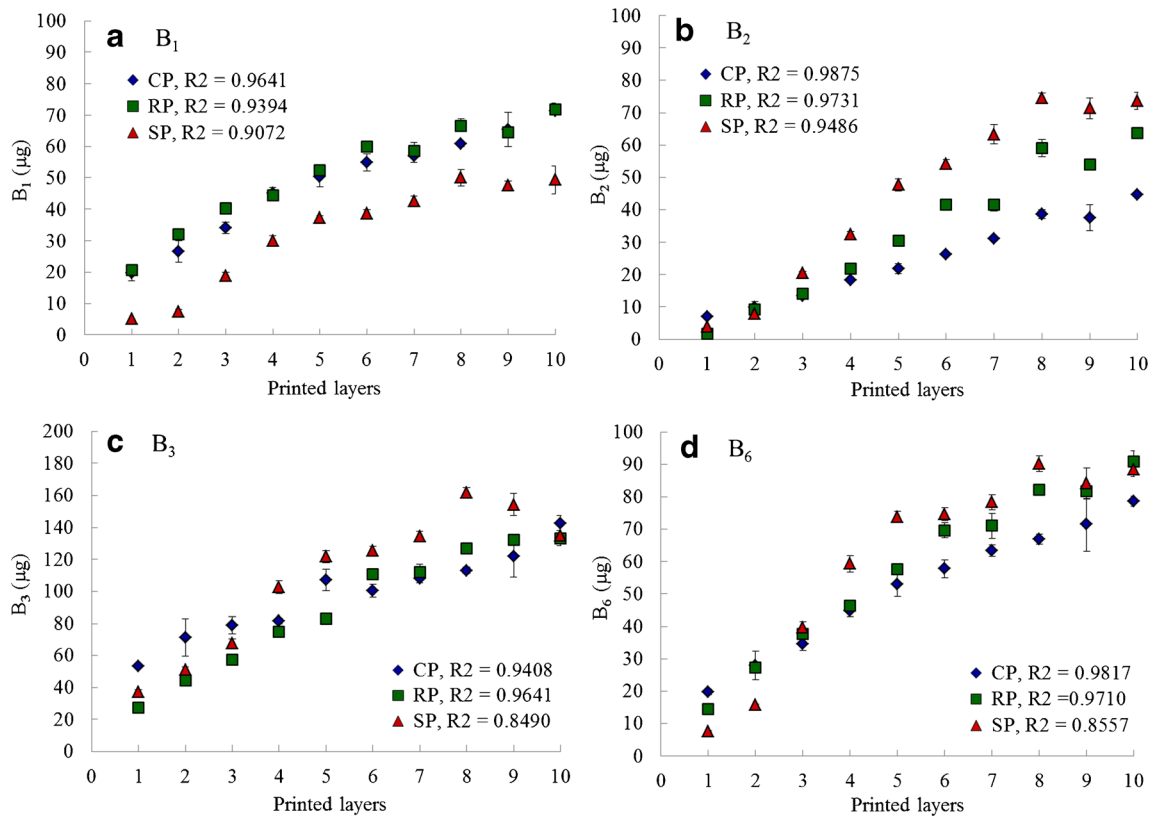 a B₁
CP, R2 = 0.9641
RP, R2 = 0.9394
SP, R2 = 0.9072
B₁ (µg)
100
90
80
70
60
50
40
30
20
10
0
0 1 2 3 4 5 6 7 8 9 10
Printed layers
b B₂
CP, R2 = 0.9875
RP, R2 = 0.9731
SP, R2 = 0.9486
B₂ (µg)
100
90
80
70
60
50
40
30
20
10
0
0 1 2 3 4 5 6 7 8 9 10
Printed layers
c B₃
B₃ (µg)
200
180
160
140
120
100
80
60
40
20
0
CP, R2 = 0.9408
RP, R2 = 0.9641
SP, R2 = 0.8490
0 1 2 3 4 5 6 7 8 9 10
Printed layers
d B₆
B₆ (µg)
100
90
80
70
60
50
40
30
20
10
0
CP, R2 = 0.9817
RP, R2 =0.9710
SP, R2 = 0.8557
0 1 2 3 4 5 6 7 8 9 10
Printed layers